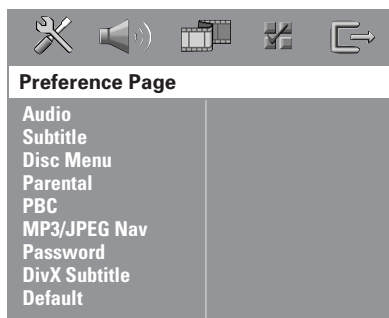 Preference Page
Audio
Subtitle
Disc Menu
Parental
PBC
MP3/JPEG Nav
Password
DivX Subtitle
Default